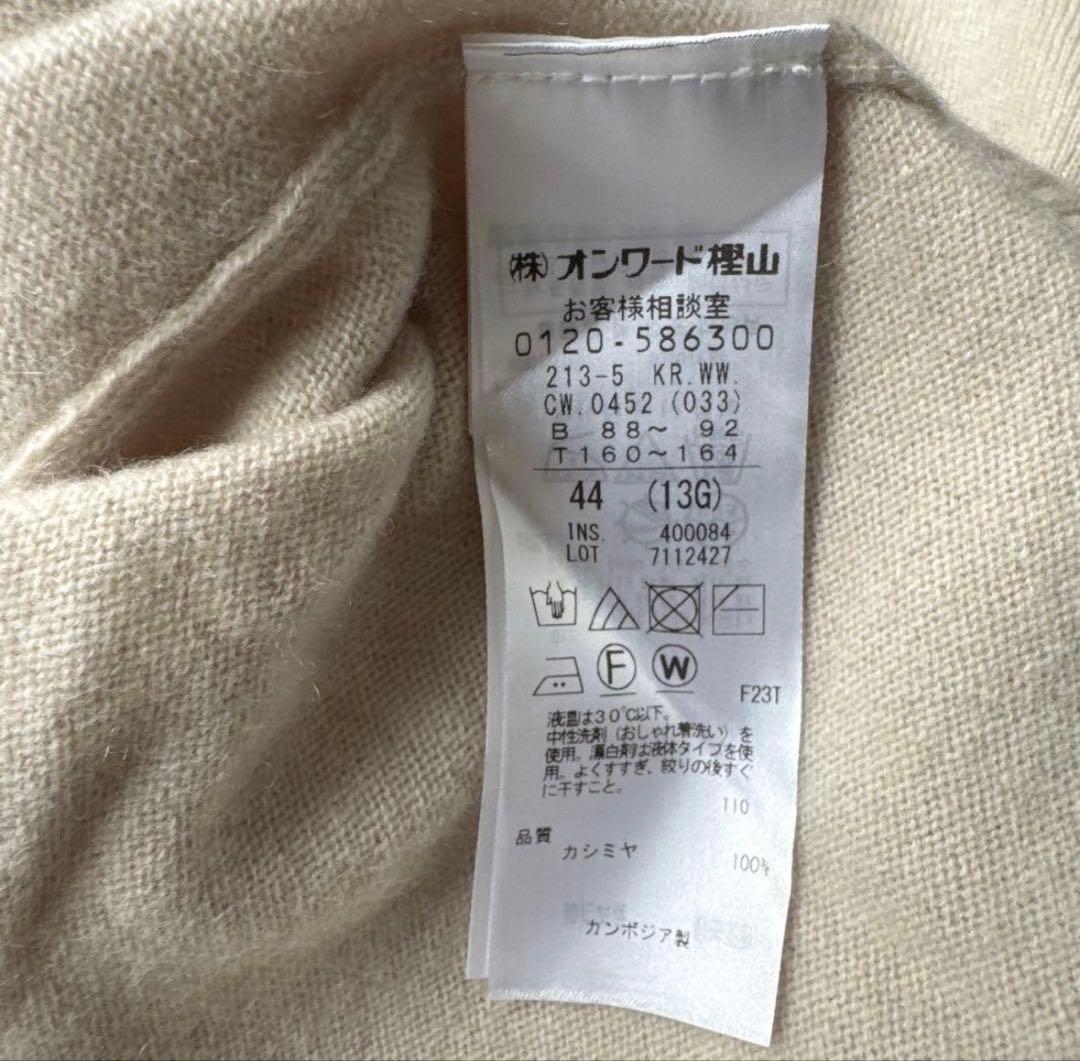 (株)オンワード樫山
お客様相談室
0120-586300
213-5 KR.WW.
CW.0452 (033)
B 88～ 92
T160～164
44 (13G)
INS. 400084
LOT 7112427
F W
F23T
液温は30℃以下。
中性洗剤（おしゃれ着洗い）を
使用。漂白剤は液体タイプを使
用。よくすすぎ、絞りの後すぐ
に干すこと。
110
品質
カシミヤ 100%
カンボジア製